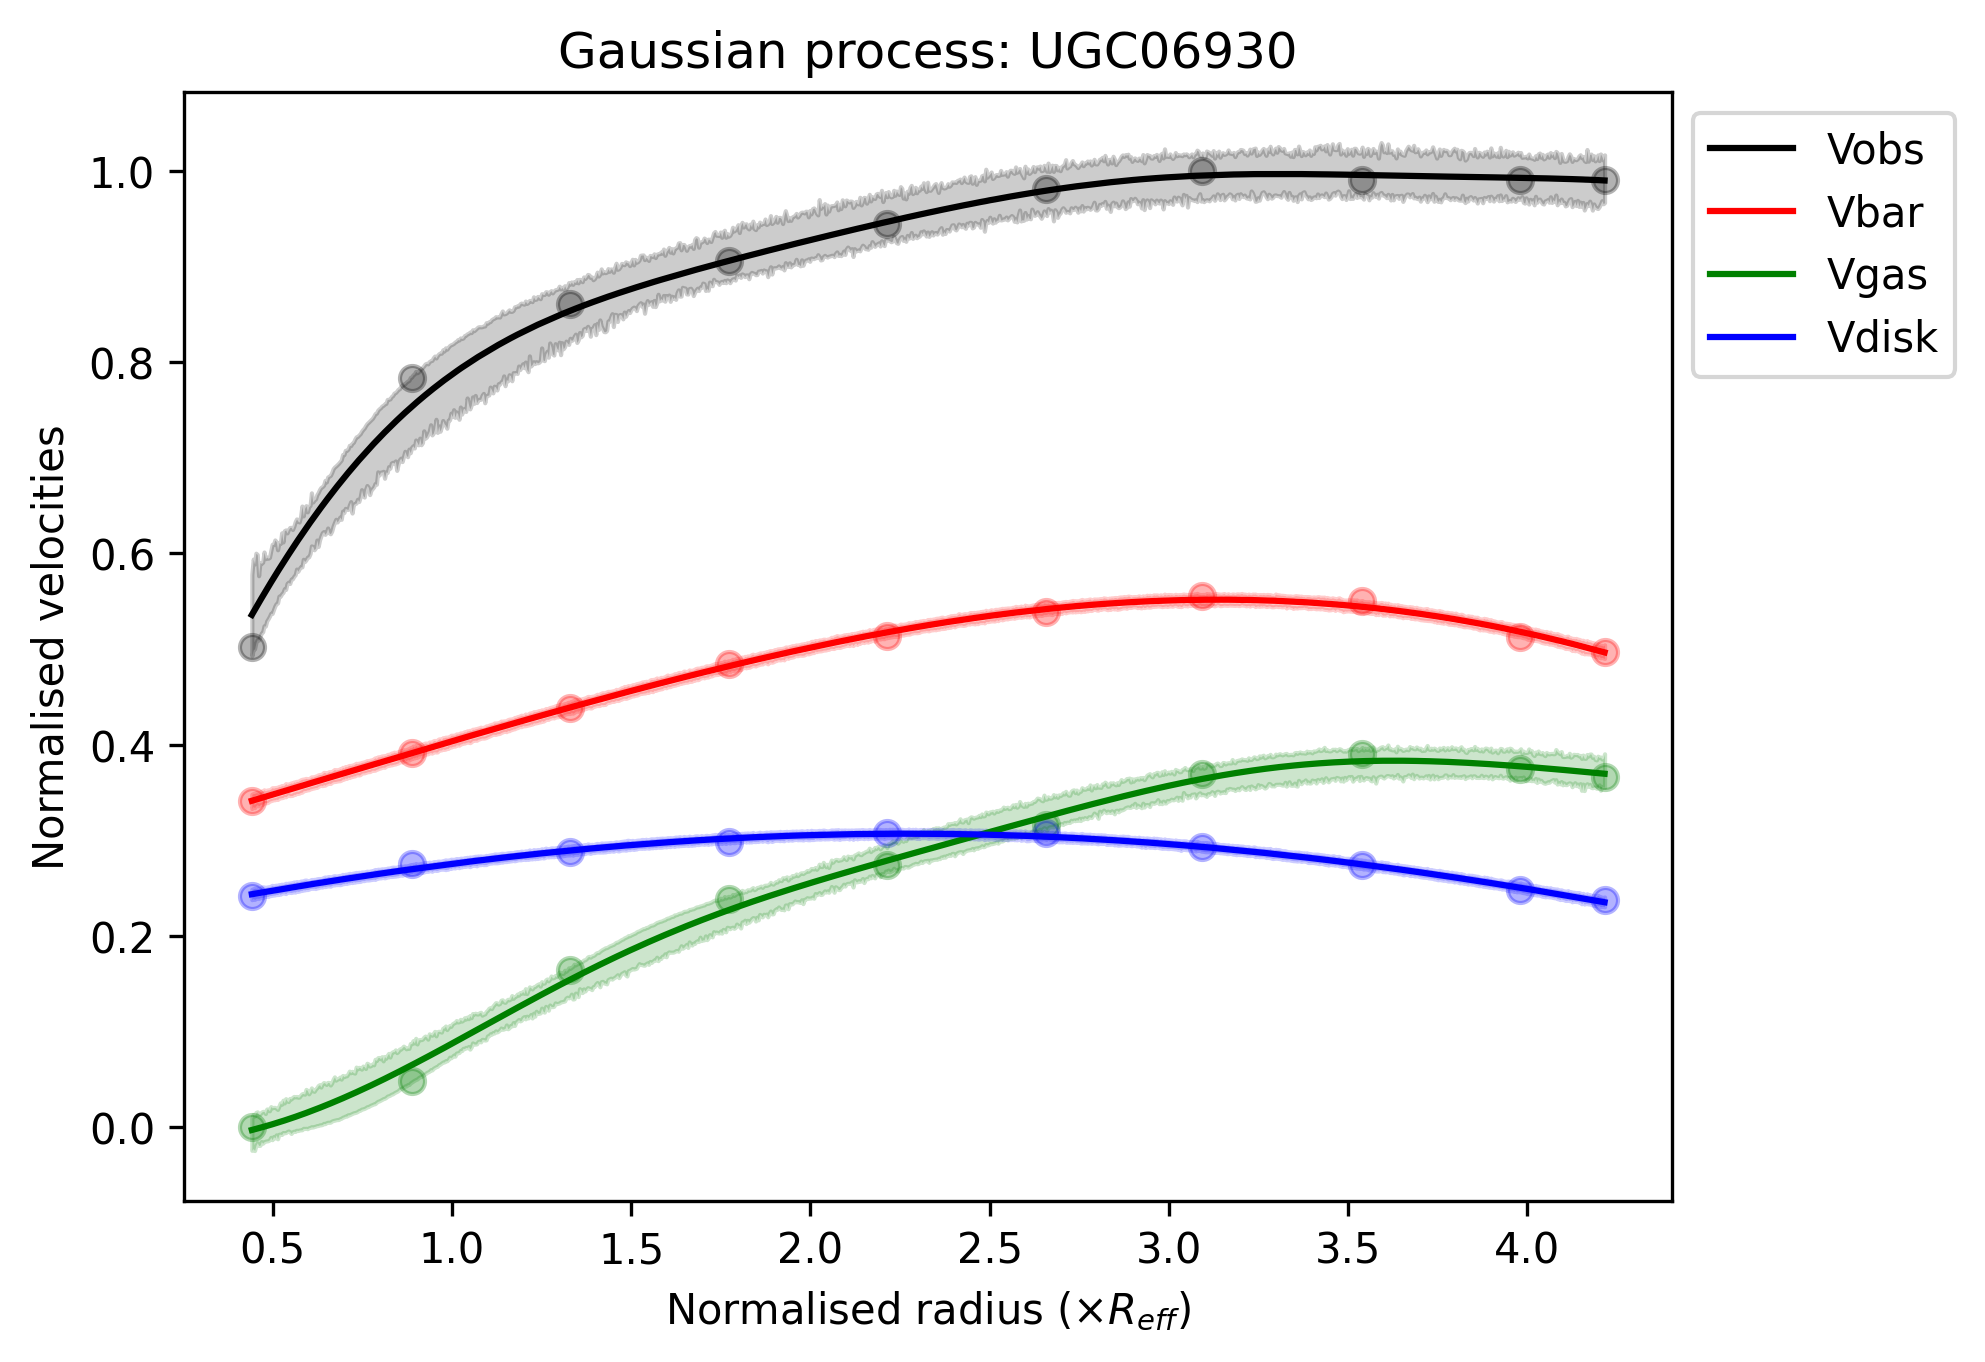 Gaussian process: UGC06930
Vobs
Vbar
Vgas
Vdisk
Normalised velocities
1.0
0.8
0.6
0.4
0.2
0.0
0.5 1.0 1.5 2.0 2.5 3.0 3.5 4.0
Normalised radius (×R_eff)